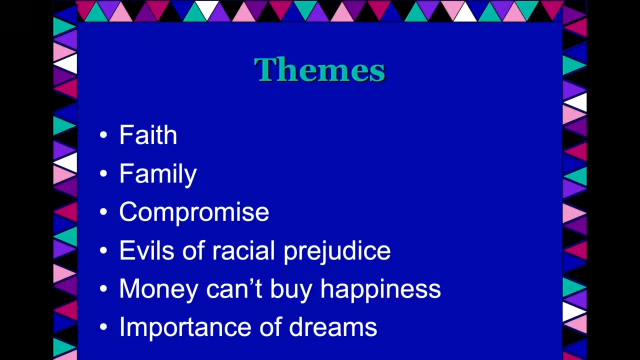 Themes
• Faith
• Family
• Compromise
• Evils of racial prejudice
• Money can’t buy happiness
• Importance of dreams